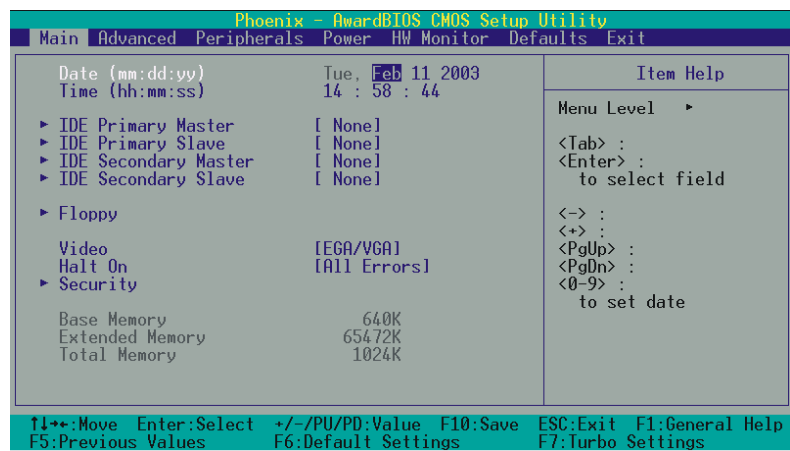 Phoenix – AwardBIOS CMOS Setup Utility
Main Advanced Peripherals Power HW Monitor Defaults Exit
Date (mm:dd:yy) Tue, Feb 11 2003
Time (hh:mm:ss) 14 : 58 : 44
▶ IDE Primary Master [ None]
▶ IDE Primary Slave [ None]
▶ IDE Secondary Master [ None]
▶ IDE Secondary Slave [ None]
▶ Floppy
Video [EGA/VGA]
Halt On [All Errors]
▶ Security
Base Memory 640K
Extended Memory 65472K
Total Memory 1024K
Item Help
Menu Level ▶
<Tab> :
<Enter> :
to select field
<-> :
<+> :
<PgUp> :
<PgDn> :
<0-9> :
to set date
↑↓→←:Move Enter:Select +/-/PU/PD:Value F10:Save ESC:Exit F1:General Help
F5:Previous Values F6:Default Settings F7:Turbo Settings